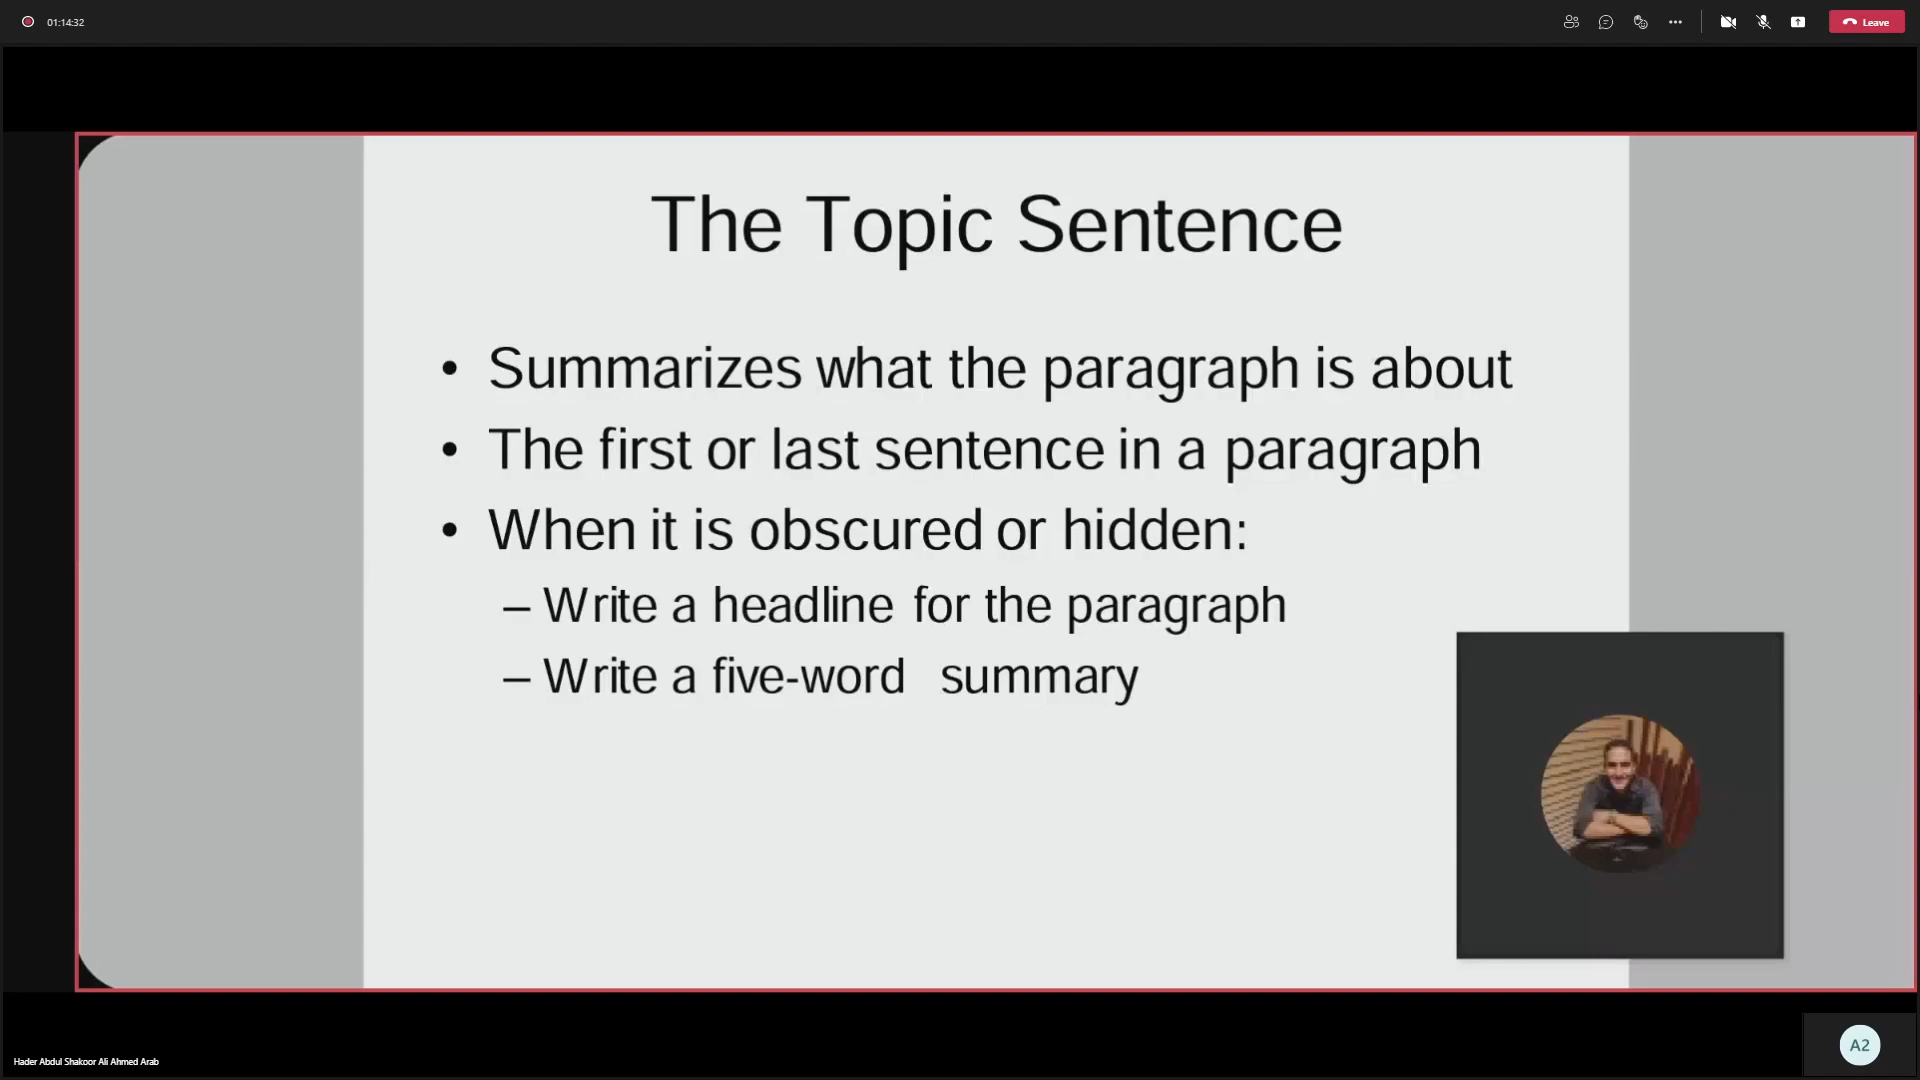 01:14:32
Leave
The Topic Sentence
• Summarizes what the paragraph is about
• The first or last sentence in a paragraph
• When it is obscured or hidden:
– Write a headline for the paragraph
– Write a five-word summary
Hader Abdul Shakoor Ali Ahmed Arab
A2